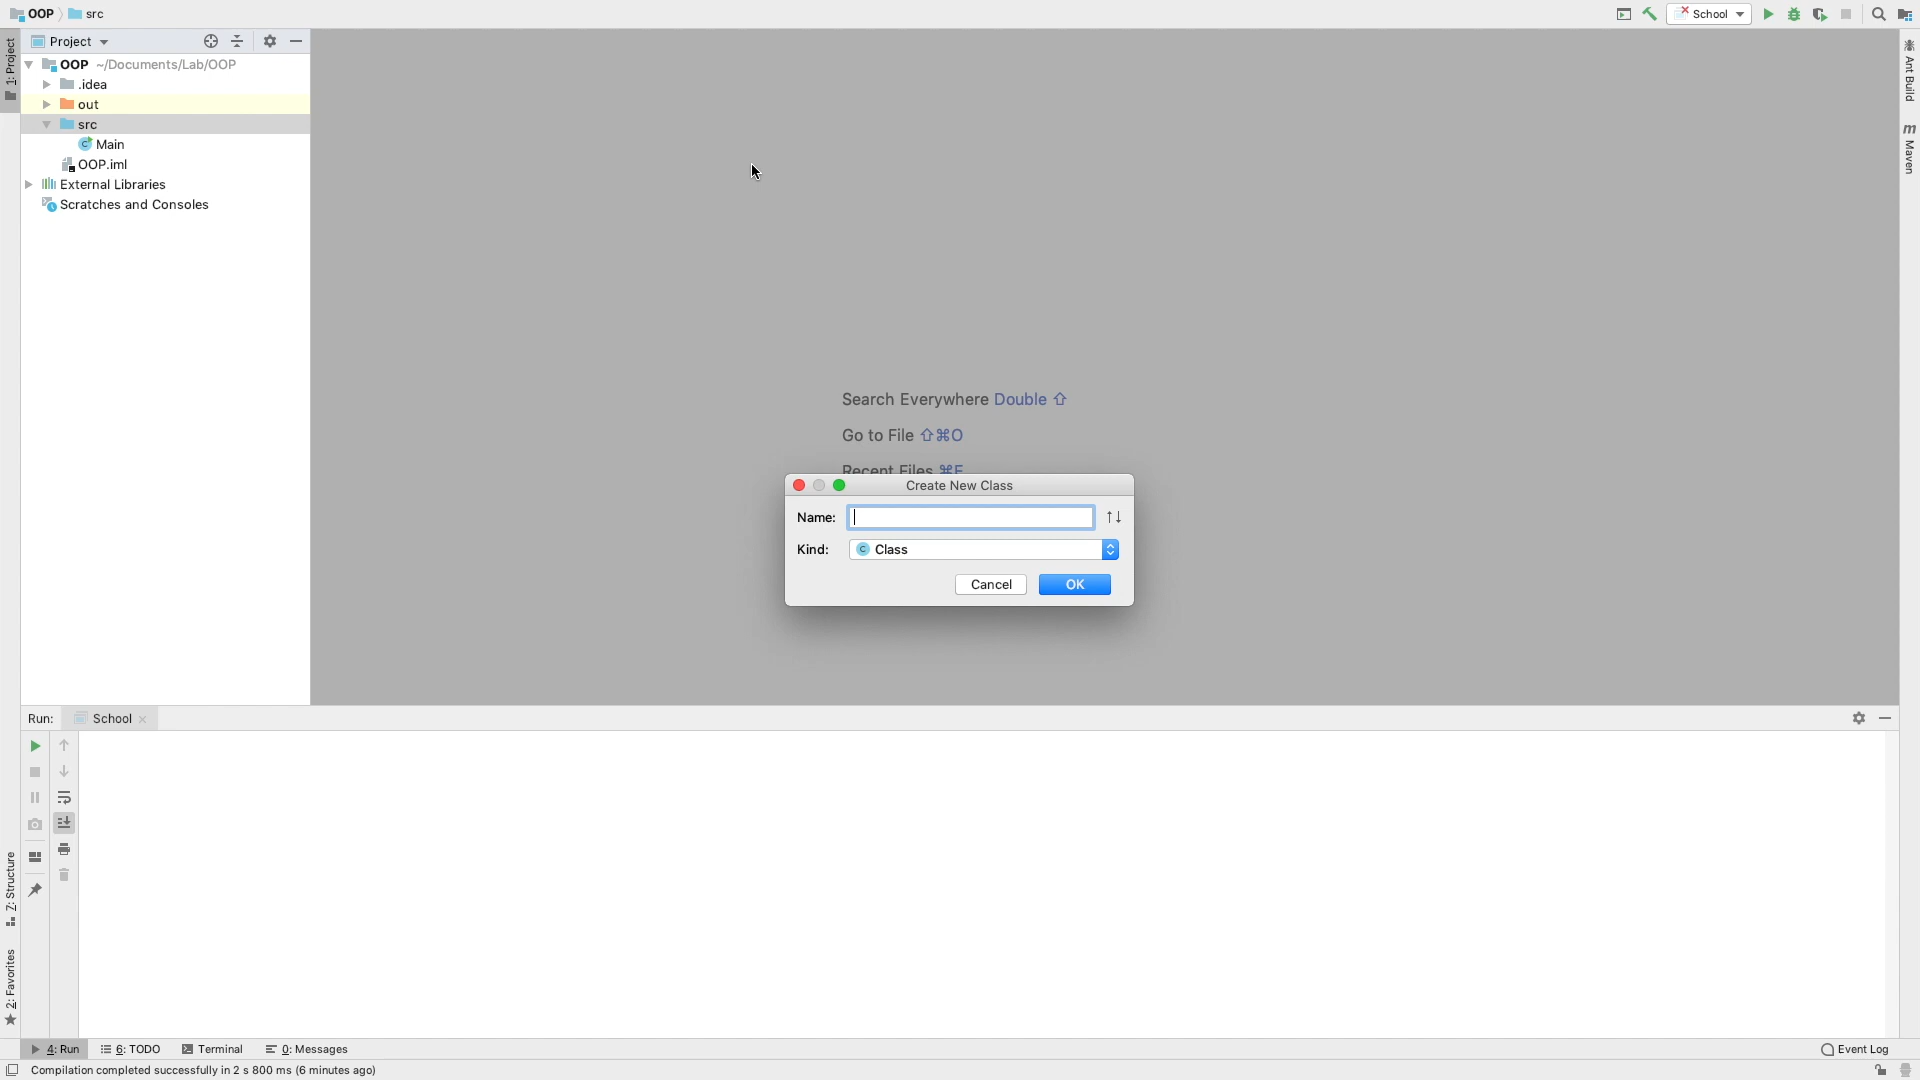 OOP src
School
1: Project
Project
OOP ~/Documents/Lab/OOP
.idea
out
src
Main
OOP.iml
External Libraries
Scratches and Consoles
Ant Build
m Maven
Search Everywhere Double ⇧
Go to File ⇧⌘O
Recent Files ⌘E
Create New Class
Name:
Kind: C Class
Cancel OK
Run: School
Z: Structure
2: Favorites
4: Run 6: TODO Terminal 0: Messages Event Log
Compilation completed successfully in 2 s 800 ms (6 minutes ago)